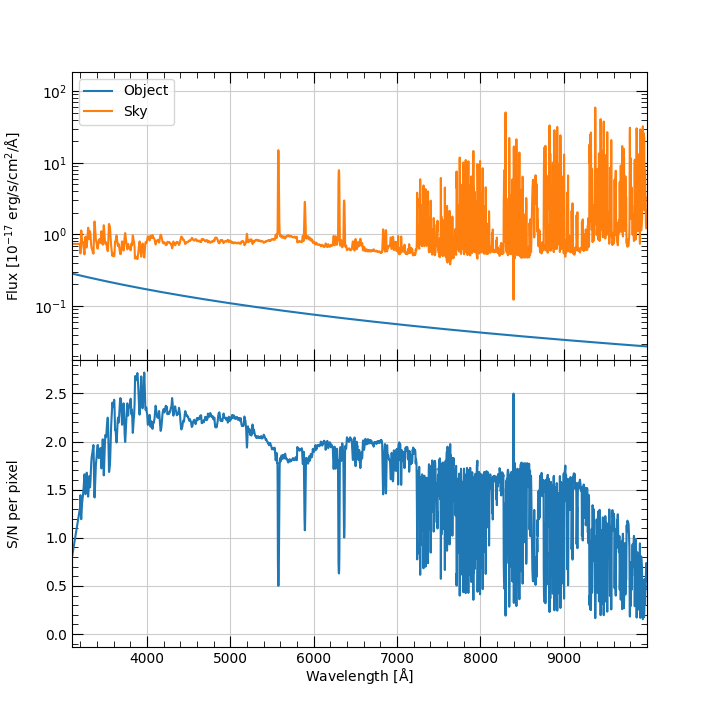 Object
Sky
Flux [10⁻¹⁷ erg/s/cm²/Å]
10²
10¹
10⁰
10⁻¹
S/N per pixel
2.5
2.0
1.5
1.0
0.5
0.0
4000 5000 6000 7000 8000 9000
Wavelength [Å]